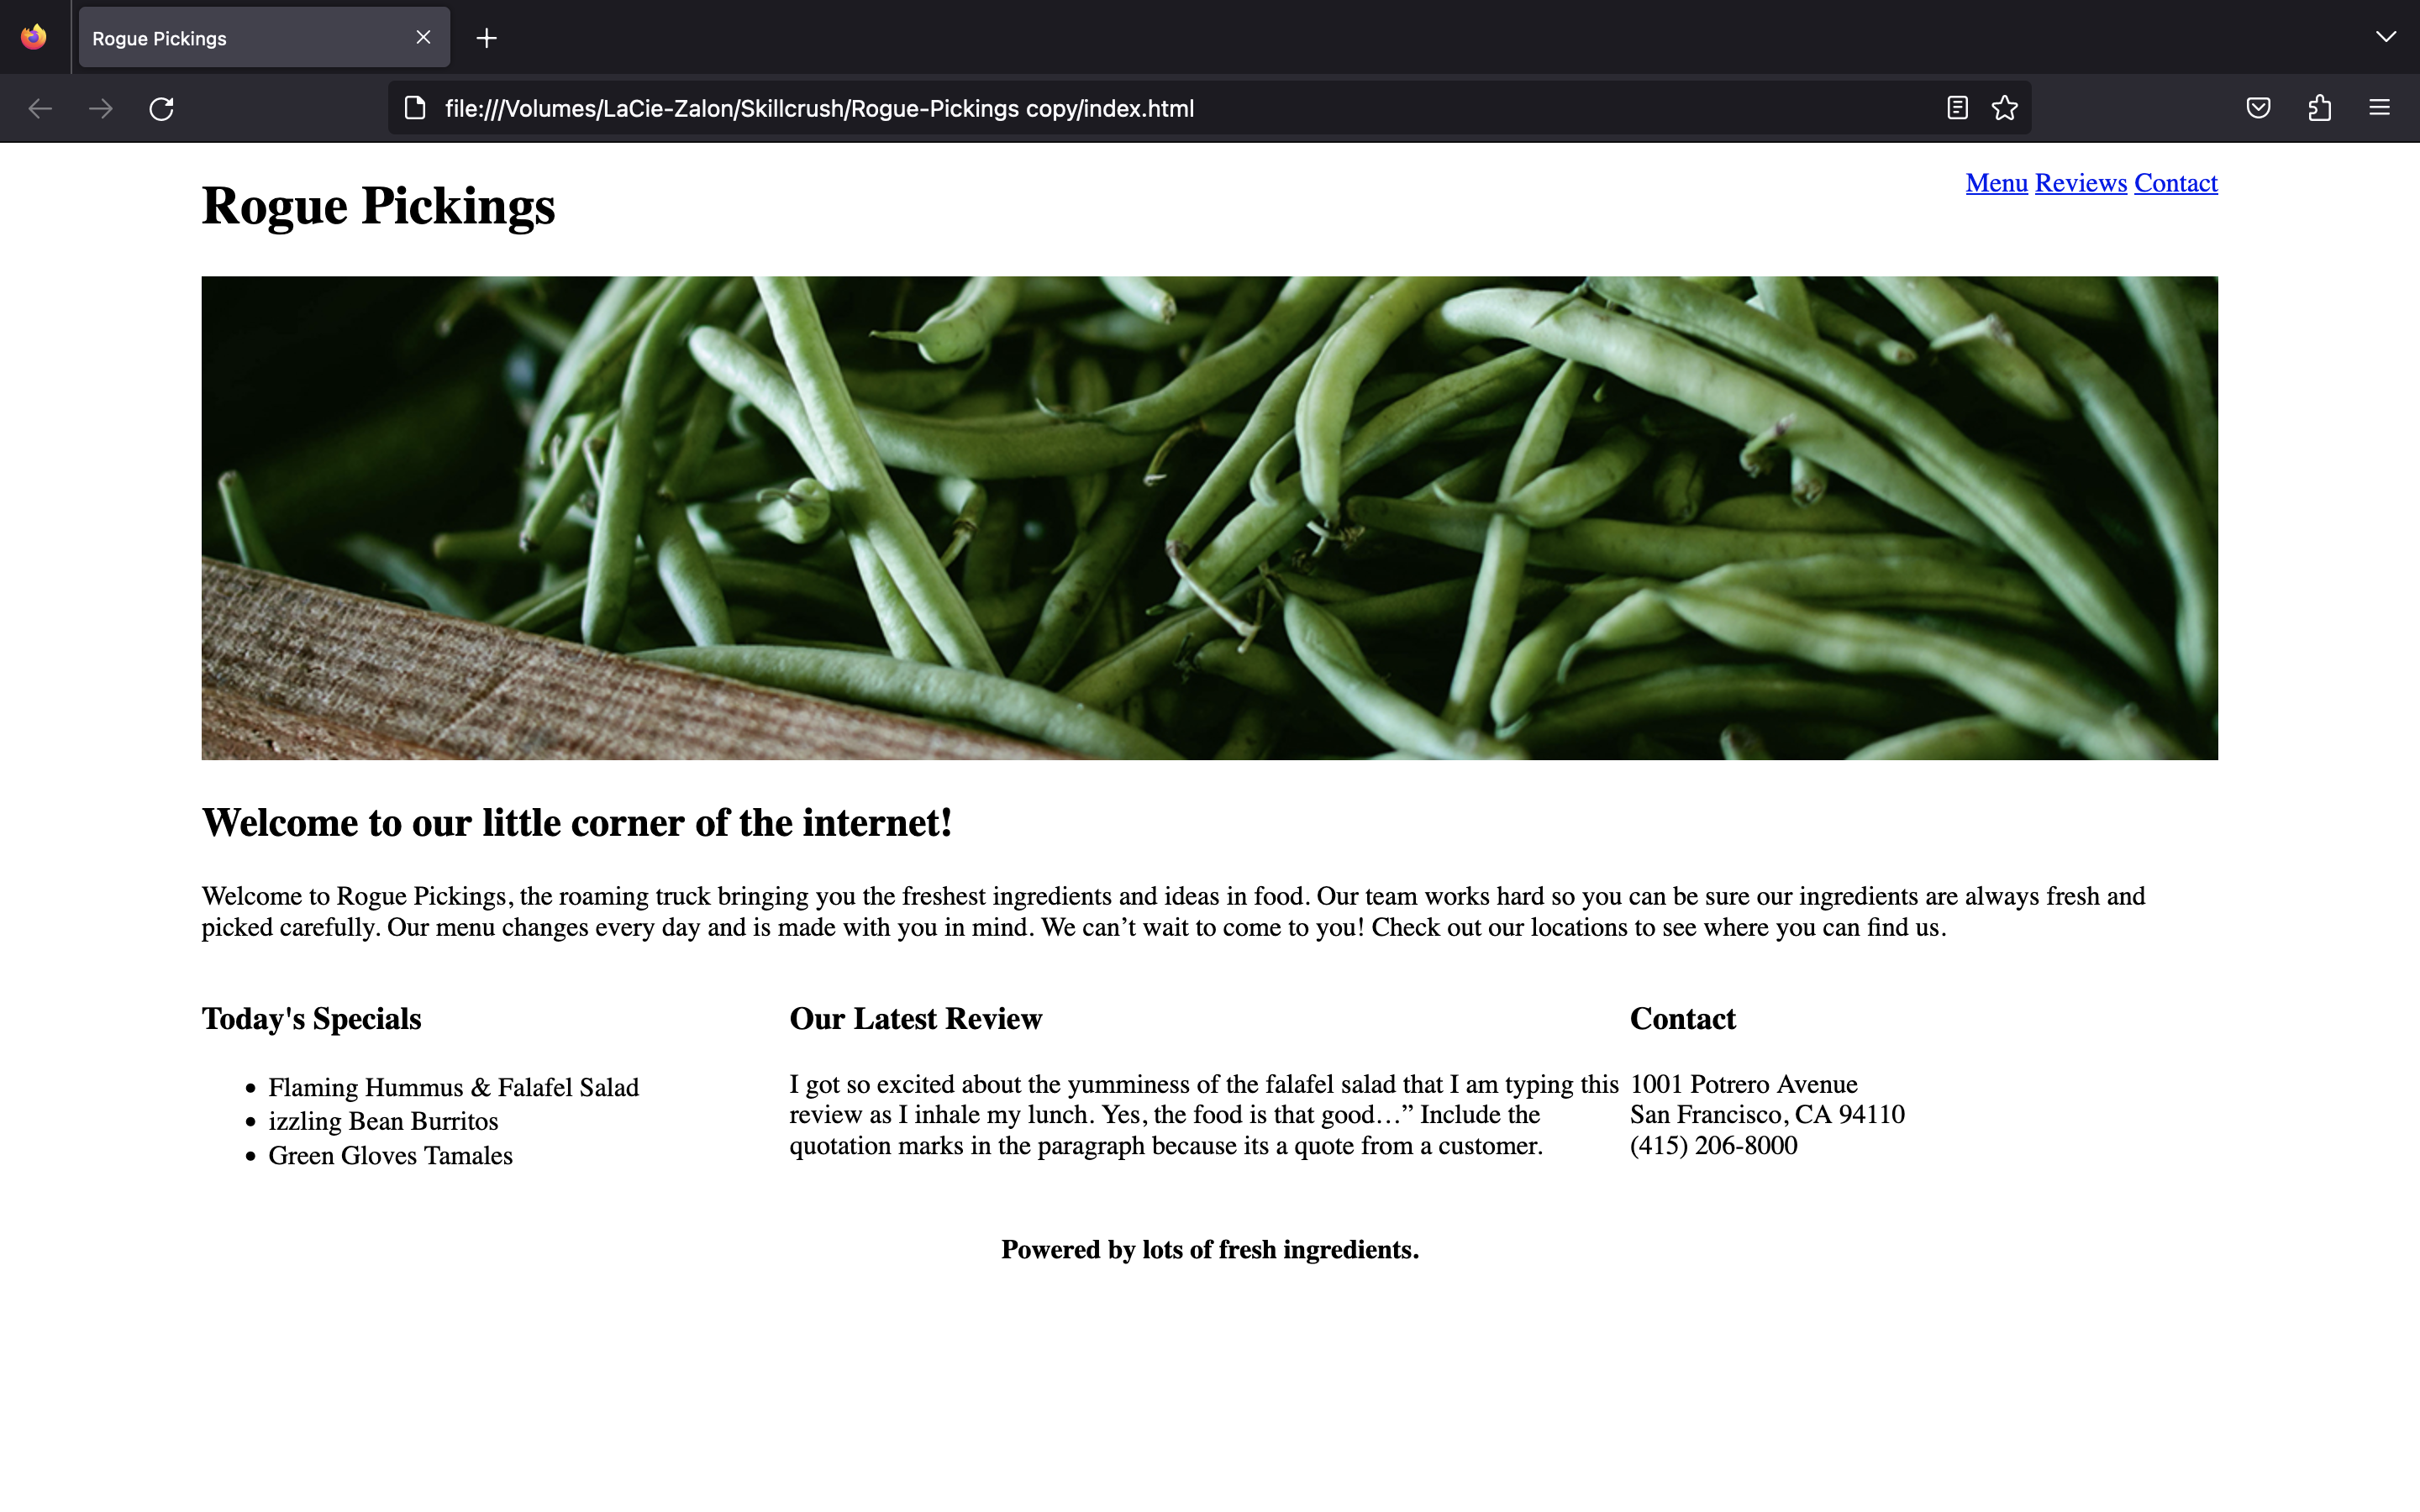 Rogue Pickings
file:///Volumes/LaCie-Zalon/Skillcrush/Rogue-Pickings copy/index.html
Rogue Pickings
Menu Reviews Contact
Welcome to our little corner of the internet!
Welcome to Rogue Pickings, the roaming truck bringing you the freshest ingredients and ideas in food. Our team works hard so you can be sure our ingredients are always fresh and
picked carefully. Our menu changes every day and is made with you in mind. We can’t wait to come to you! Check out our locations to see where you can find us.
Today's Specials
• Flaming Hummus & Falafel Salad
• izzling Bean Burritos
• Green Gloves Tamales
Our Latest Review
I got so excited about the yumminess of the falafel salad that I am typing this
review as I inhale my lunch. Yes, the food is that good…” Include the
quotation marks in the paragraph because its a quote from a customer.
Contact
1001 Potrero Avenue
San Francisco, CA 94110
(415) 206-8000
Powered by lots of fresh ingredients.